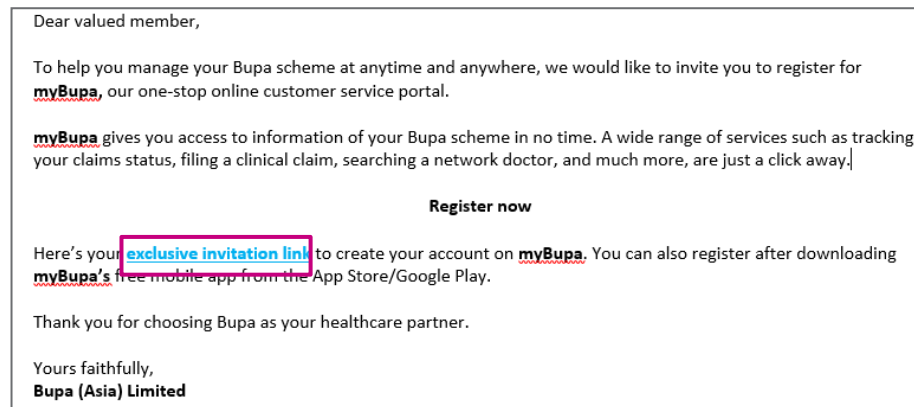 Dear valued member,
To help you manage your Bupa scheme at anytime and anywhere, we would like to invite you to register for
myBupa, our one-stop online customer service portal.
myBupa gives you access to information of your Bupa scheme in no time. A wide range of services such as tracking
your claims status, filing a clinical claim, searching a network doctor, and much more, are just a click away.
Register now
Here's your exclusive invitation link to create your account on myBupa. You can also register after downloading
myBupa's free mobile app from the App Store/Google Play.
Thank you for choosing Bupa as your healthcare partner.
Yours faithfully,
Bupa (Asia) Limited